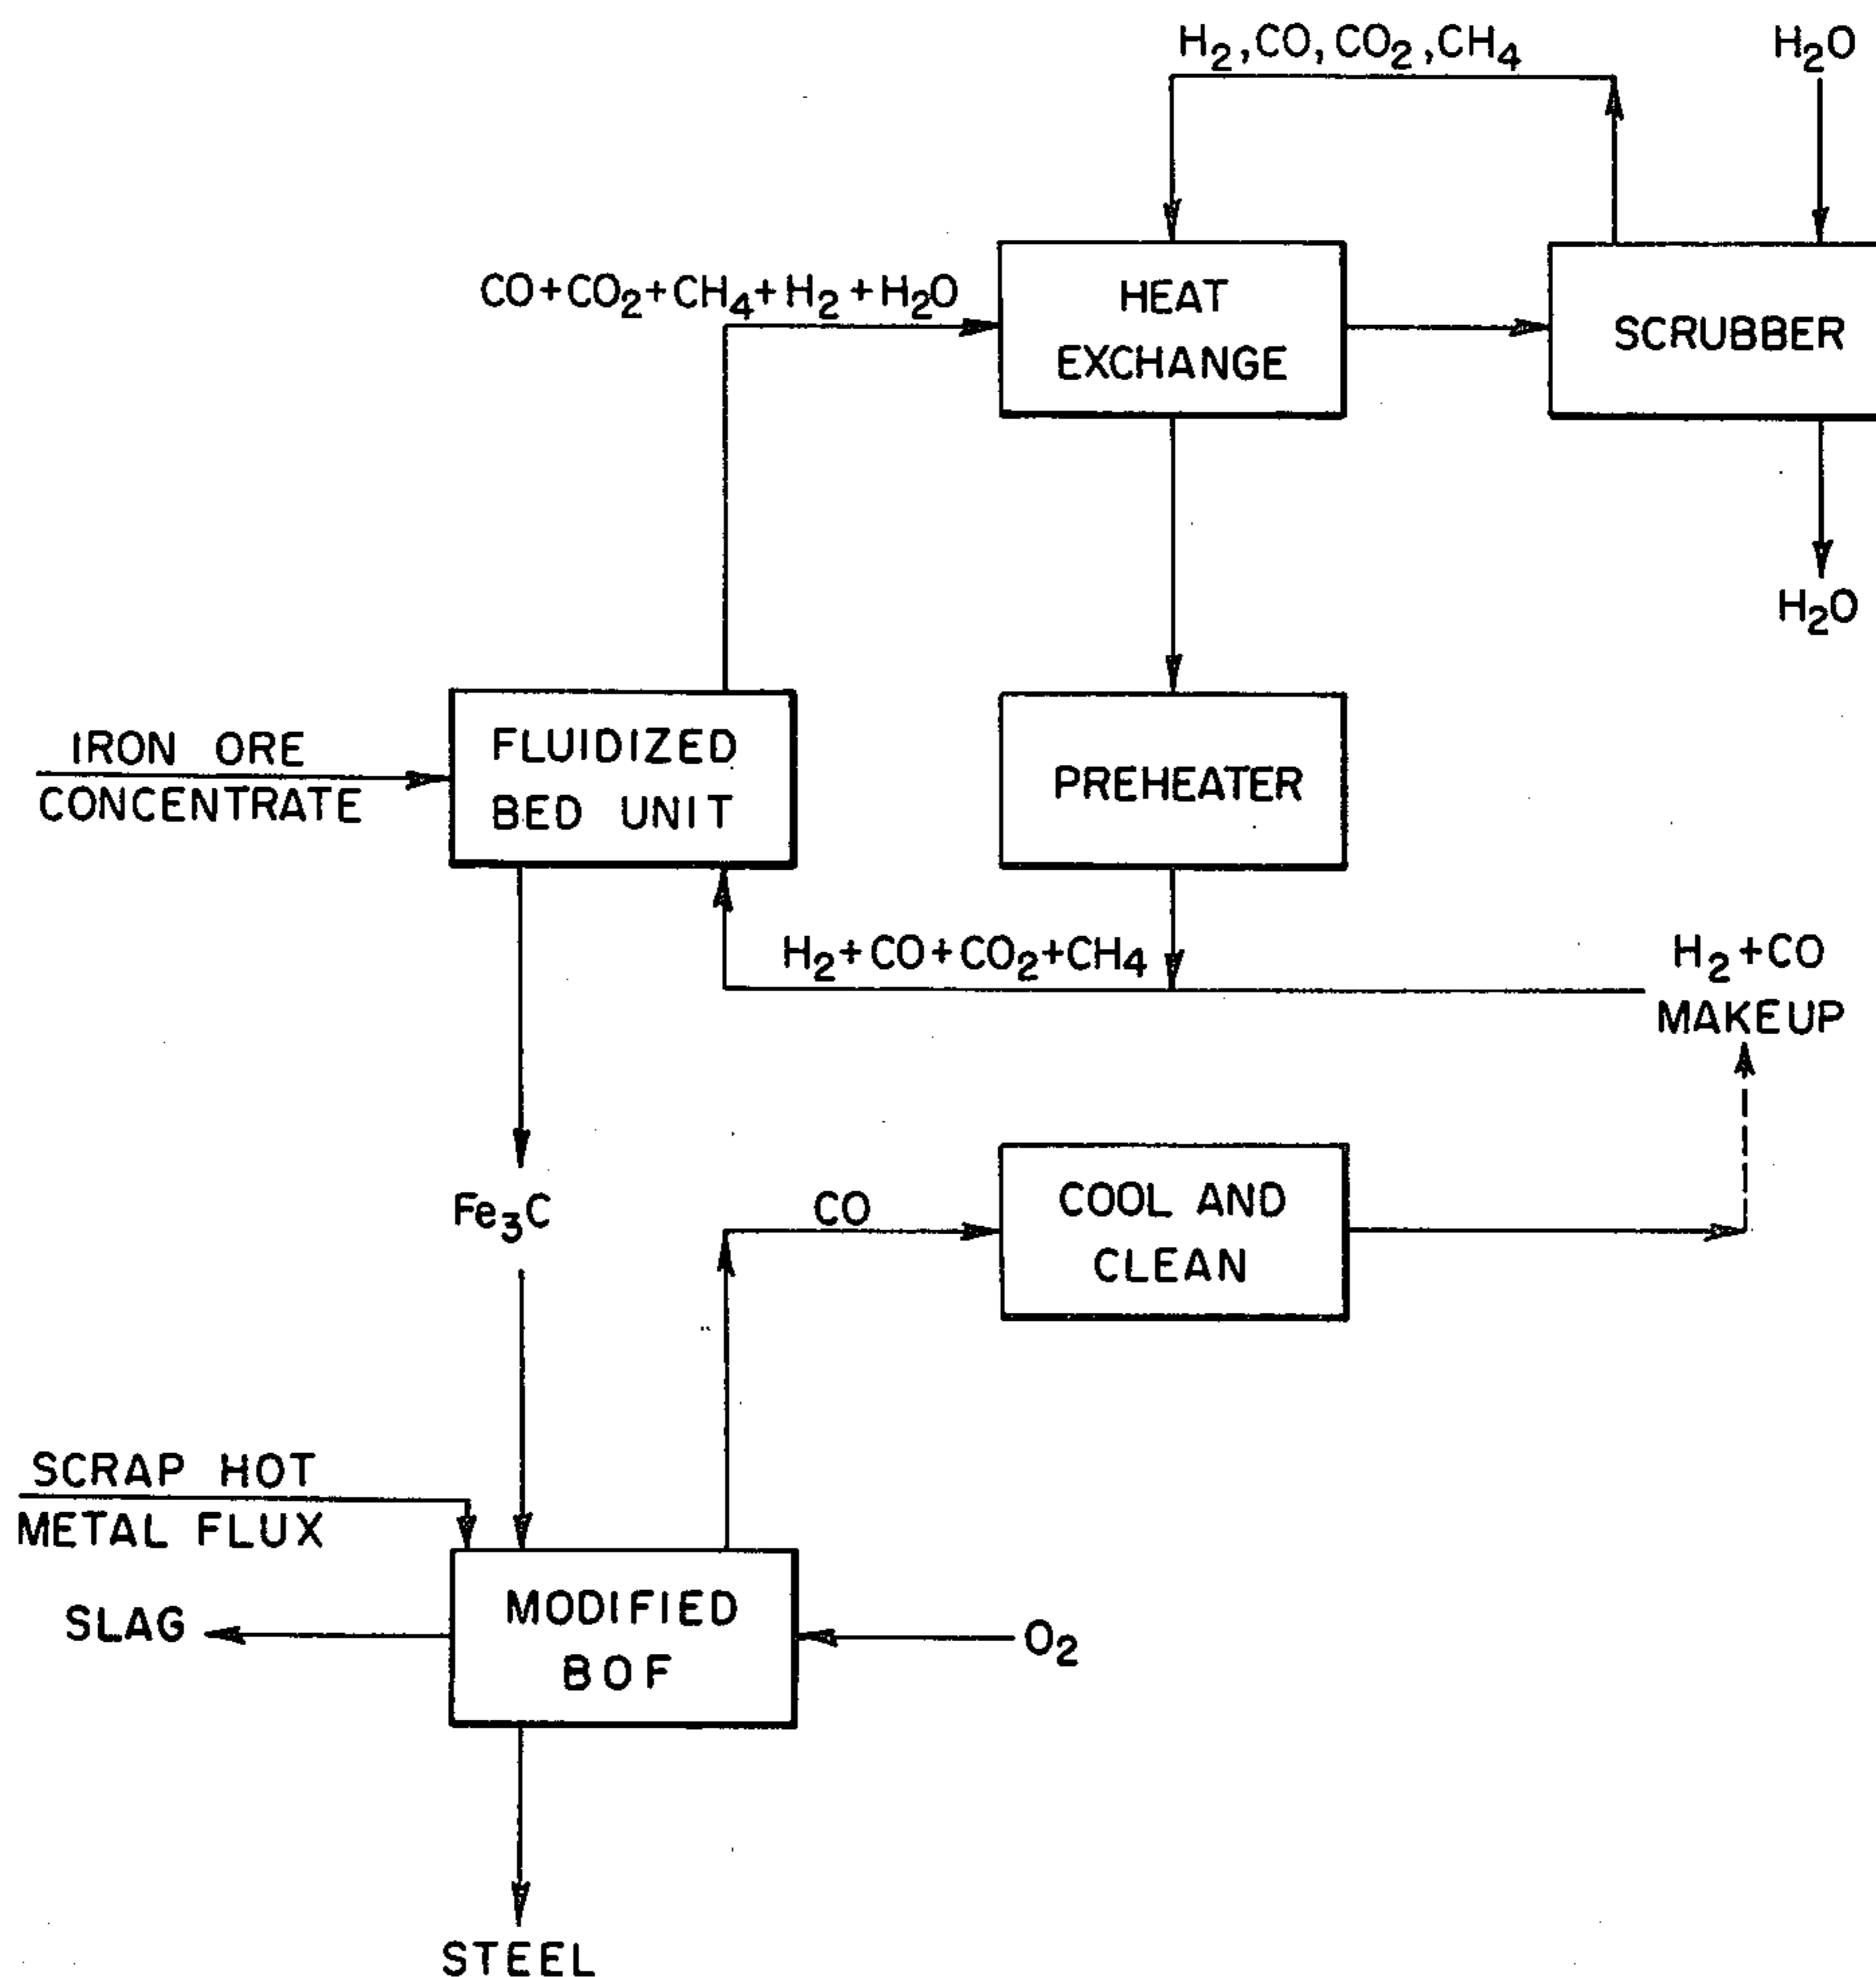 H2, CO, CO2, CH4
H2O
CO+CO2+CH4+H2+H2O
HEAT
EXCHANGE
SCRUBBER
H2O
IRON ORE
CONCENTRATE
FLUIDIZED
BED UNIT
PREHEATER
H2+CO+CO2+CH4
H2+CO
MAKEUP
Fe3C
CO
COOL AND
CLEAN
SCRAP HOT
METAL FLUX
SLAG
MODIFIED
BOF
O2
STEEL